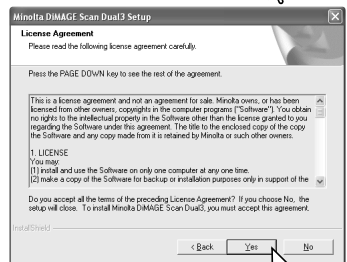 Minolta DiMAGE Scan Dual3 Setup
License Agreement
Please read the following license agreement carefully.
Press the PAGE DOWN key to see the rest of the agreement.
This is a license agreement and not an agreement for sale. Minolta owns, or has been
licensed from other owners, copyrights in the computer programs ["Software"]. You obtain
no rights to the intellectual property in the Software other than the license granted to you
regarding the Software under this agreement. The title to the enclosed copy of the copy
the Software and any copy made from it is retained by Minolta or such other owners.
1. LICENSE
You may:
(1) install and use the Software on only one computer at any one time.
(2) make a copy of the Software for backup or installation purposes only in support of the
Do you accept all the terms of the preceding License Agreement? If you choose No, the
setup will close. To install Minolta DiMAGE Scan Dual3, you must accept this agreement.
InstallShield
< Back Yes No